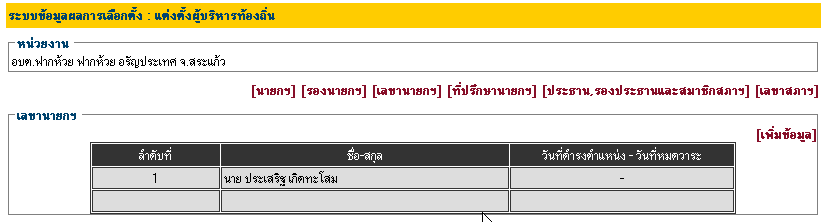 ระบบข้อมูลผลการเลือกตั้ง : แต่งตั้งผู้บริหารท้องถิ่น
หน่วยงาน
อบต.ฟากห้วย ฟากห้วย อรัญประเทศ จ.สระแก้ว
[นายกฯ] [รองนายกฯ] [เลขานายกฯ] [ที่ปรึกษานายกฯ] [ประธาน,รองประธานและสมาชิกสภาฯ] [เลขาสภาฯ]
เลขานายกฯ
[เพิ่มข้อมูล]
ลำดับที่ ชื่อ-สกุล วันที่ดำรงตำแหน่ง - วันที่หมดวาระ
1 นาย ประเสริฐ เกิดทะโสม -